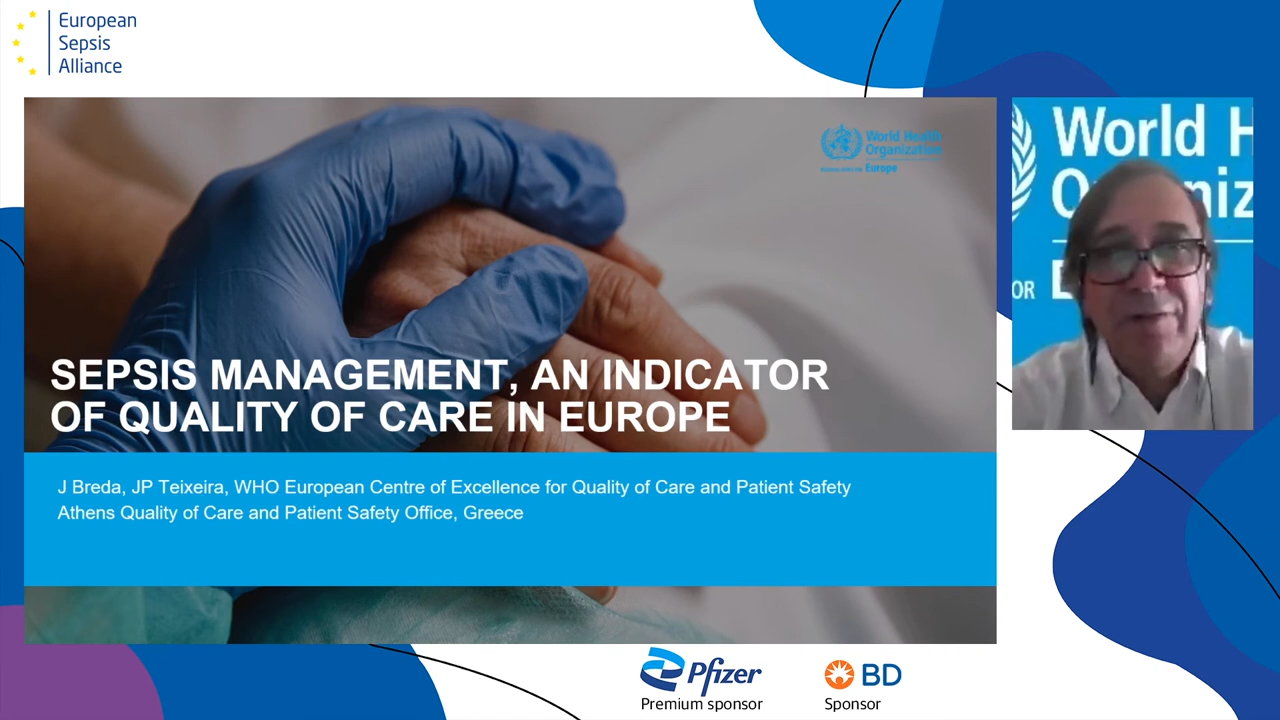 European
Sepsis
Alliance
World Health
Organization
Europe
World H
OR
SEPSIS MANAGEMENT, AN INDICATOR
OF QUALITY OF CARE IN EUROPE
J Breda, JP Teixeira, WHO European Centre of Excellence for Quality of Care and Patient Safety
Athens Quality of Care and Patient Safety Office, Greece
Pfizer
Premium sponsor
BD
Sponsor